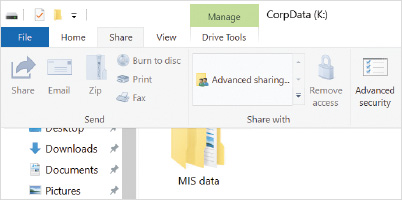 Manage
CorpData (K:)
File
Home
Share
View
Drive Tools
Share
Email
Zip
Burn to disc
Print
Fax
Send
Advanced sharing...
Share with
Remove
access
Advanced
security
Desktop
Downloads
Documents
Pictures
MIS data